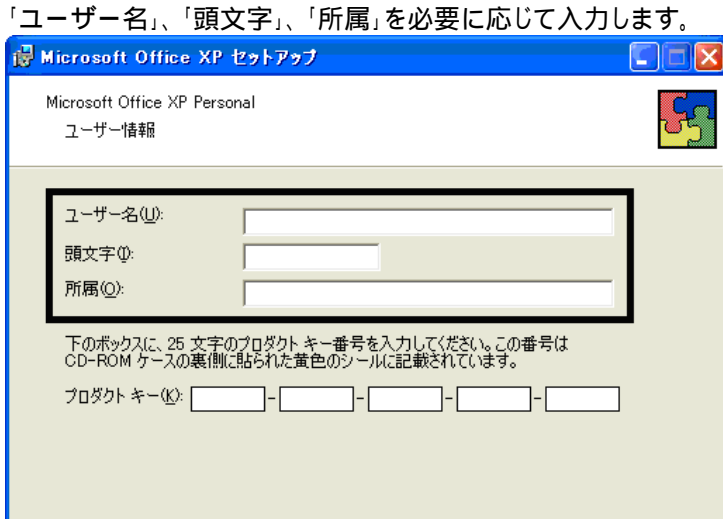 「ユーザー名」、「頭文字」、「所属」を必要に応じて入力します。
Microsoft Office XP セットアップ
Microsoft Office XP Personal
ユーザー情報
ユーザー名(U):
頭文字(I):
所属(O):
下のボックスに、25 文字のプロダクト キー番号を入力してください。この番号は
CD-ROM ケースの裏側に貼られた黄色のシールに記載されています。
プロダクト キー(K): - - - -